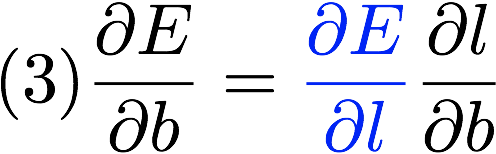 (3) ∂E/∂b = ∂E/∂l ∂l/∂b